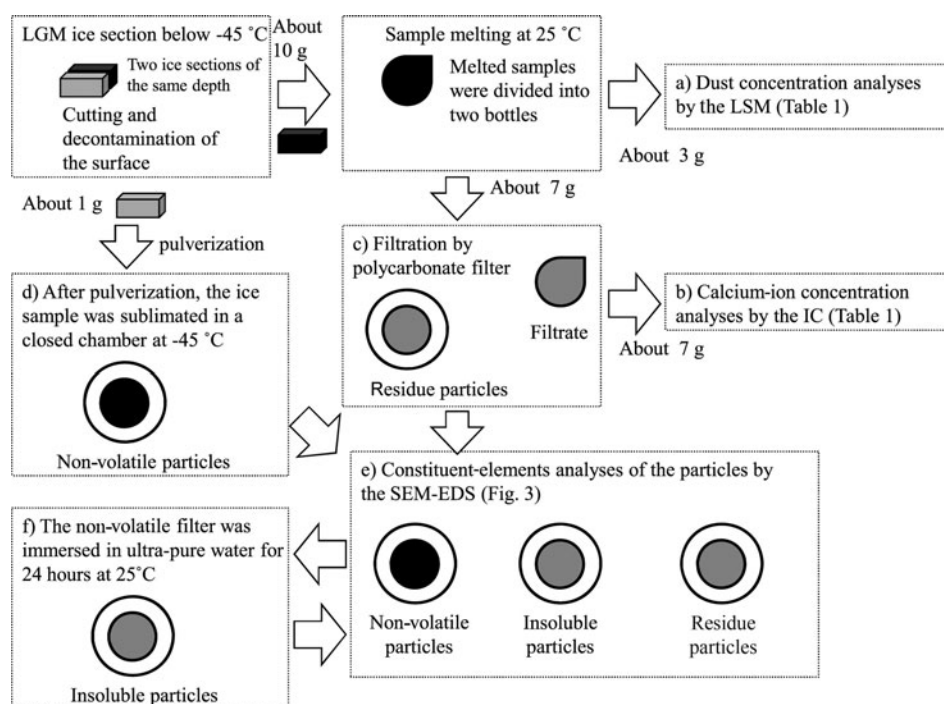 LGM ice section below -45 ˚C
Two ice sections of
the same depth
Cutting and
decontamination of
the surface
About
10 g
Sample melting at 25 ˚C
Melted samples
were divided into
two bottles
a) Dust concentration analyses
by the LSM (Table 1)
About 3 g
About 1 g
pulverization
About 7 g
c) Filtration by
polycarbonate filter
Filtrate
Residue particles
b) Calcium-ion concentration
analyses by the IC (Table 1)
About 7 g
d) After pulverization, the ice
sample was sublimated in a
closed chamber at -45 ˚C
Non-volatile particles
e) Constituent-elements analyses of the particles by
the SEM-EDS (Fig. 3)
Non-volatile
particles
Insoluble
particles
Residue
particles
f) The non-volatile filter was
immersed in ultra-pure water for
24 hours at 25˚C
Insoluble particles